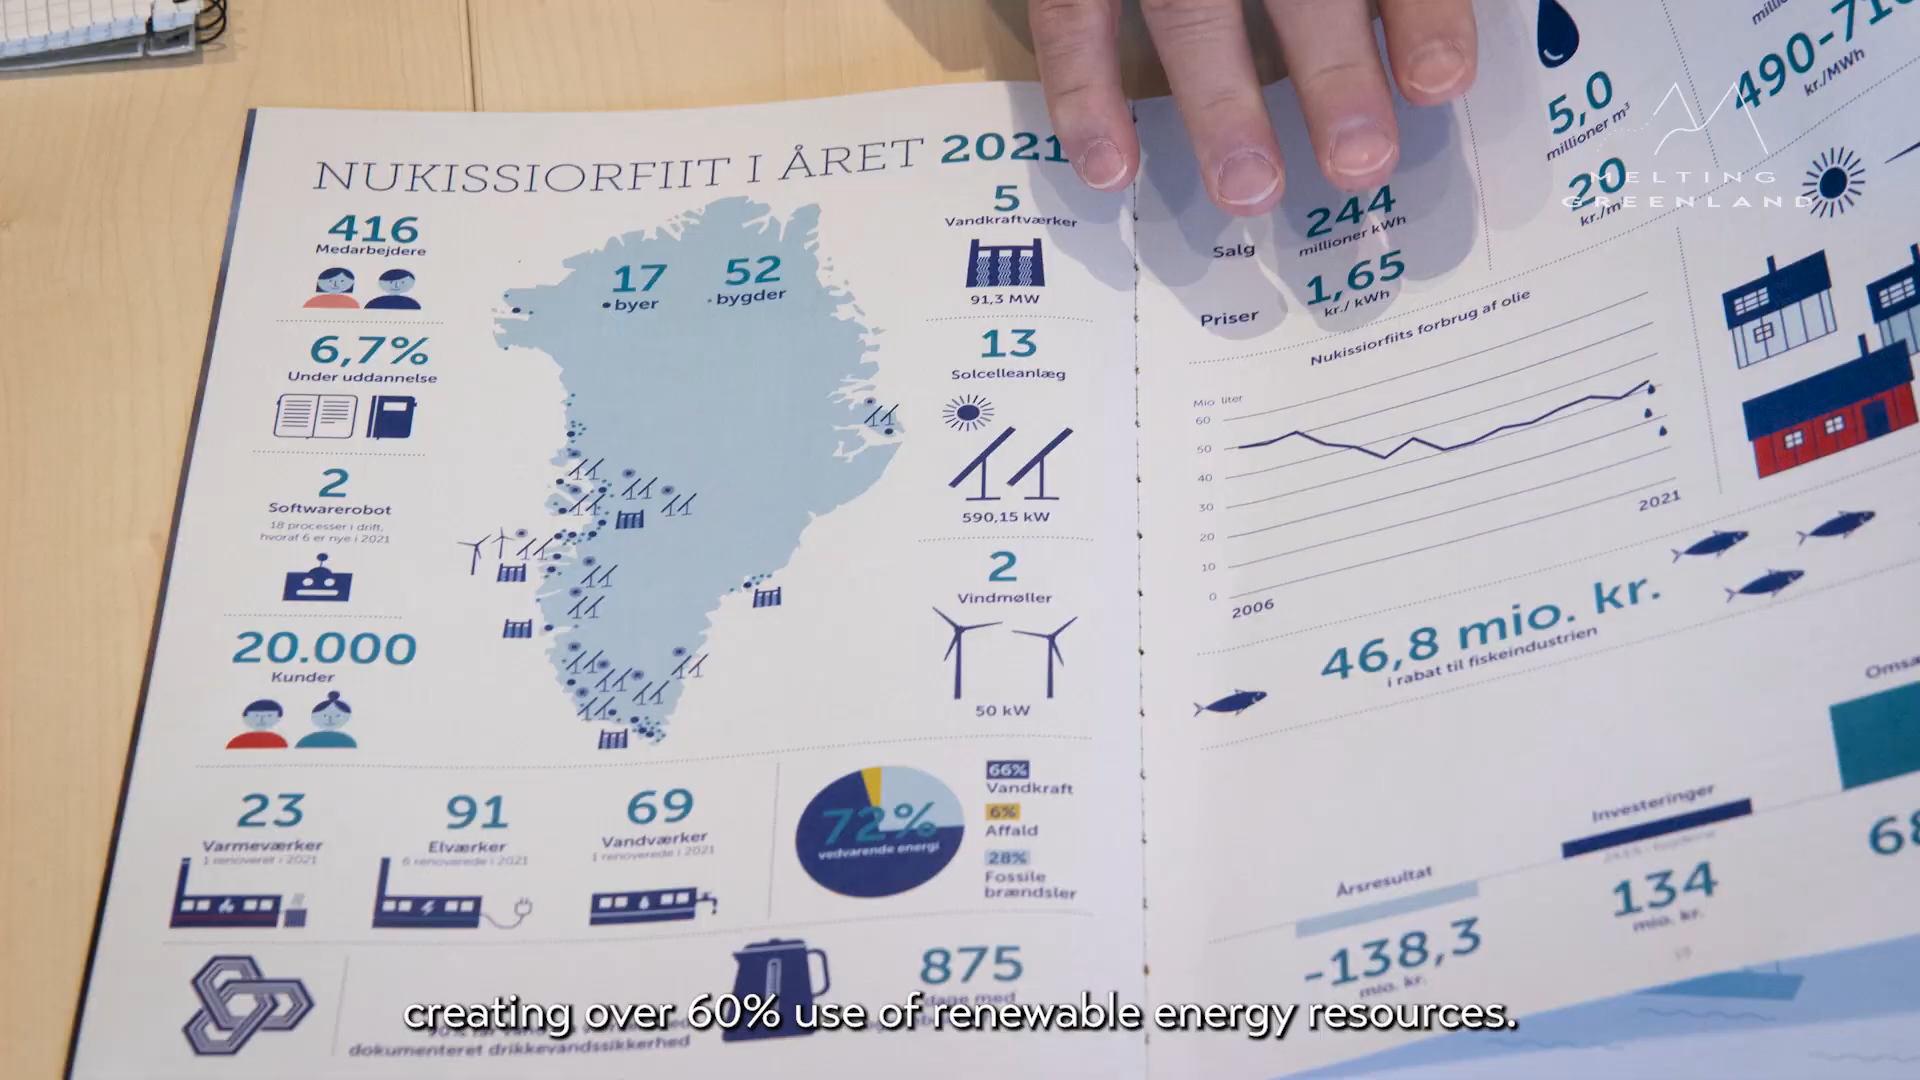 NUKISSIORFIIT I ÅRET 2021
416
Medarbejdere
6,7%
Under uddannelse
2
Softwarerobot
18 processer i drift,
hvoraf 6 er nye i 2021
20.000
Kunder
17
byer
52
bygder
5
Vandkraftværker
91,3 MW
13
Solcelleanlæg
590,15 kW
2
Vindmøller
50 kW
23
Varmeværker
1 renoveret i 2021
91
Elværker
6 renoverede i 2021
69
Vandværker
1 renoverede i 2021
72%
vedvarende energi
66%
Vandkraft
6%
Affald
28%
Fossile
brændsler
875
dage med
dokumenteret drikkevandssikkerhed
Salg
244
millioner kWh
Priser
1,65
kr./ kWh
5,0
millioner m³
20
490-71
kr./MWh
Nukissiorfiits forbrug af olie
Mio liter
60
50
40
30
20
10
0
2006
2021
46,8 mio. kr.
i rabat til fiskeindustrien
Årsresultat
-138,3
mio. kr.
Investeringer
134
mio. kr.
Omsæ
68
MELTING
GREENLAND
creating over 60% use of renewable energy resources.